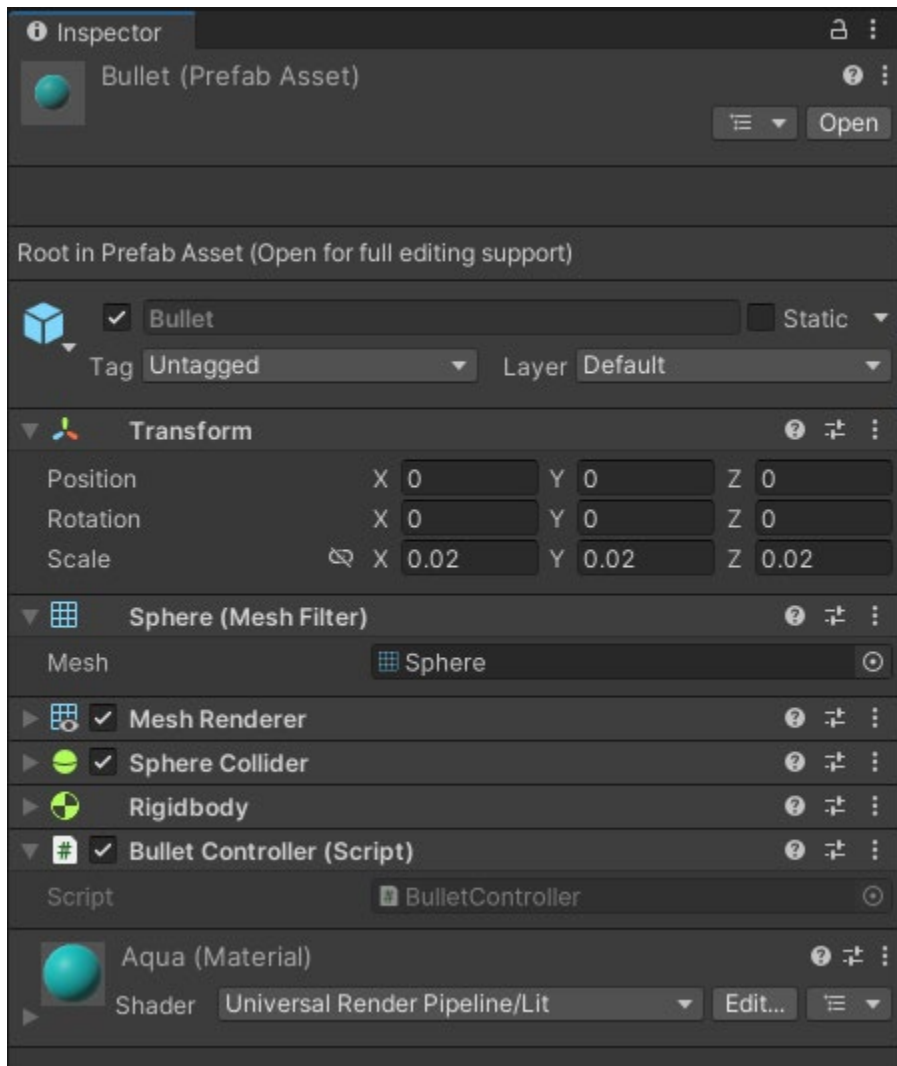 Inspector
Bullet (Prefab Asset)
Open
Root in Prefab Asset (Open for full editing support)
Bullet Static
Tag Untagged Layer Default
Transform
Position X 0 Y 0 Z 0
Rotation X 0 Y 0 Z 0
Scale X 0.02 Y 0.02 Z 0.02
Sphere (Mesh Filter)
Mesh Sphere
Mesh Renderer
Sphere Collider
Rigidbody
# Bullet Controller (Script)
Script # BulletController
Aqua (Material)
Shader Universal Render Pipeline/Lit Edit...